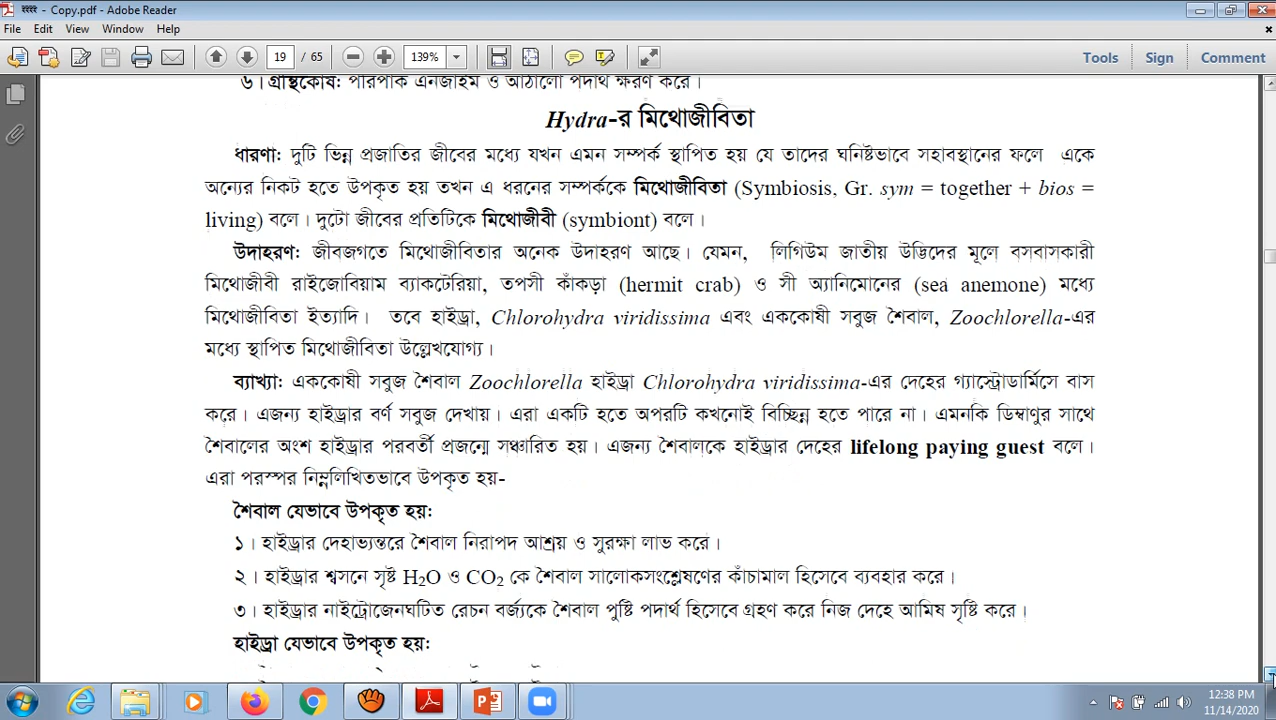 - Copy.pdf - Adobe Reader
File Edit View Window Help
19 / 65 139% Tools Sign Comment
৬। গ্রন্থিকোষ: পরিপাক এনজাইম ও আঠালো পদার্থ ক্ষরণ করে।
Hydra-র মিথোজীবিতা
ধারণা: দুটি ভিন্ন প্রজাতির জীবের মধ্যে যখন এমন সম্পর্ক স্থাপিত হয় যে তাদের ঘনিষ্টভাবে সহাবস্থানের ফলে একে
অন্যের নিকট হতে উপকৃত হয় তখন এ ধরনের সম্পর্ককে মিথোজীবিতা (Symbiosis, Gr. sym = together + bios =
living) বলে। দুটো জীবের প্রতিটিকে মিথোজীবী (symbiont) বলে।
উদাহরণ: জীবজগতে মিথোজীবিতার অনেক উদাহরণ আছে। যেমন, লিগিউম জাতীয় উদ্ভিদের মূলে বসবাসকারী
মিথোজীবী রাইজোবিয়াম ব্যাকটেরিয়া, তপসী কাঁকড়া (hermit crab) ও সী অ্যানিমোনের (sea anemone) মধ্যে
মিথোজীবিতা ইত্যাদি। তবে হাইড্রা, Chlorohydra viridissima এবং এককোষী সবুজ শৈবাল, Zoochlorella-এর
মধ্যে স্থাপিত মিথোজীবিতা উল্লেখযোগ্য।
ব্যাখ্যা: এককোষী সবুজ শৈবাল Zoochlorella হাইড্রা Chlorohydra viridissima-এর দেহের গ্যাস্ট্রোডার্মিসে বাস
করে। এজন্য হাইড্রার বর্ণ সবুজ দেখায়। এরা একটি হতে অপরটি কখনোই বিচ্ছিন্ন হতে পারে না। এমনকি ডিম্বাণুর সাথে
শৈবালের অংশ হাইড্রার পরবর্তী প্রজন্মে সঞ্চারিত হয়। এজন্য শৈবালকে হাইড্রার দেহের lifelong paying guest বলে।
এরা পরস্পর নিম্নলিখিতভাবে উপকৃত হয়-
শৈবাল যেভাবে উপকৃত হয়:
১। হাইড্রার দেহাভ্যন্তরে শৈবাল নিরাপদ আশ্রয় ও সুরক্ষা লাভ করে।
২। হাইড্রার শ্বসনে সৃষ্ট H2O ও CO2 কে শৈবাল সালোকসংশ্লেষণের কাঁচামাল হিসেবে ব্যবহার করে।
৩। হাইড্রার নাইট্রোজেনঘটিত রেচন বর্জ্যকে শৈবাল পুষ্টি পদার্থ হিসেবে গ্রহণ করে নিজ দেহে আমিষ সৃষ্টি করে।
হাইড্রা যেভাবে উপকৃত হয়:
12:38 PM
11/14/2020